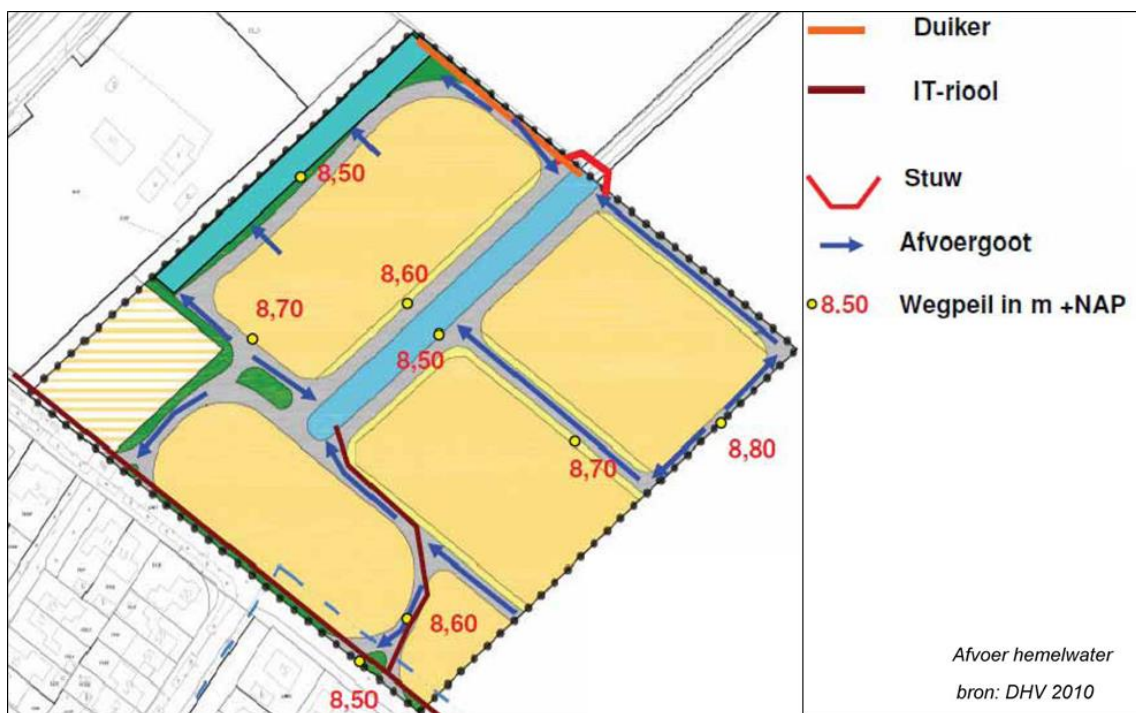 Duiker
IT-riool
Stuw
Afvoergoot
8.50 Wegpeil in m +NAP
8,50
8,60
8,70
8,50
8,70
8,80
8,60
8,50
Afvoer hemelwater
bron: DHV 2010